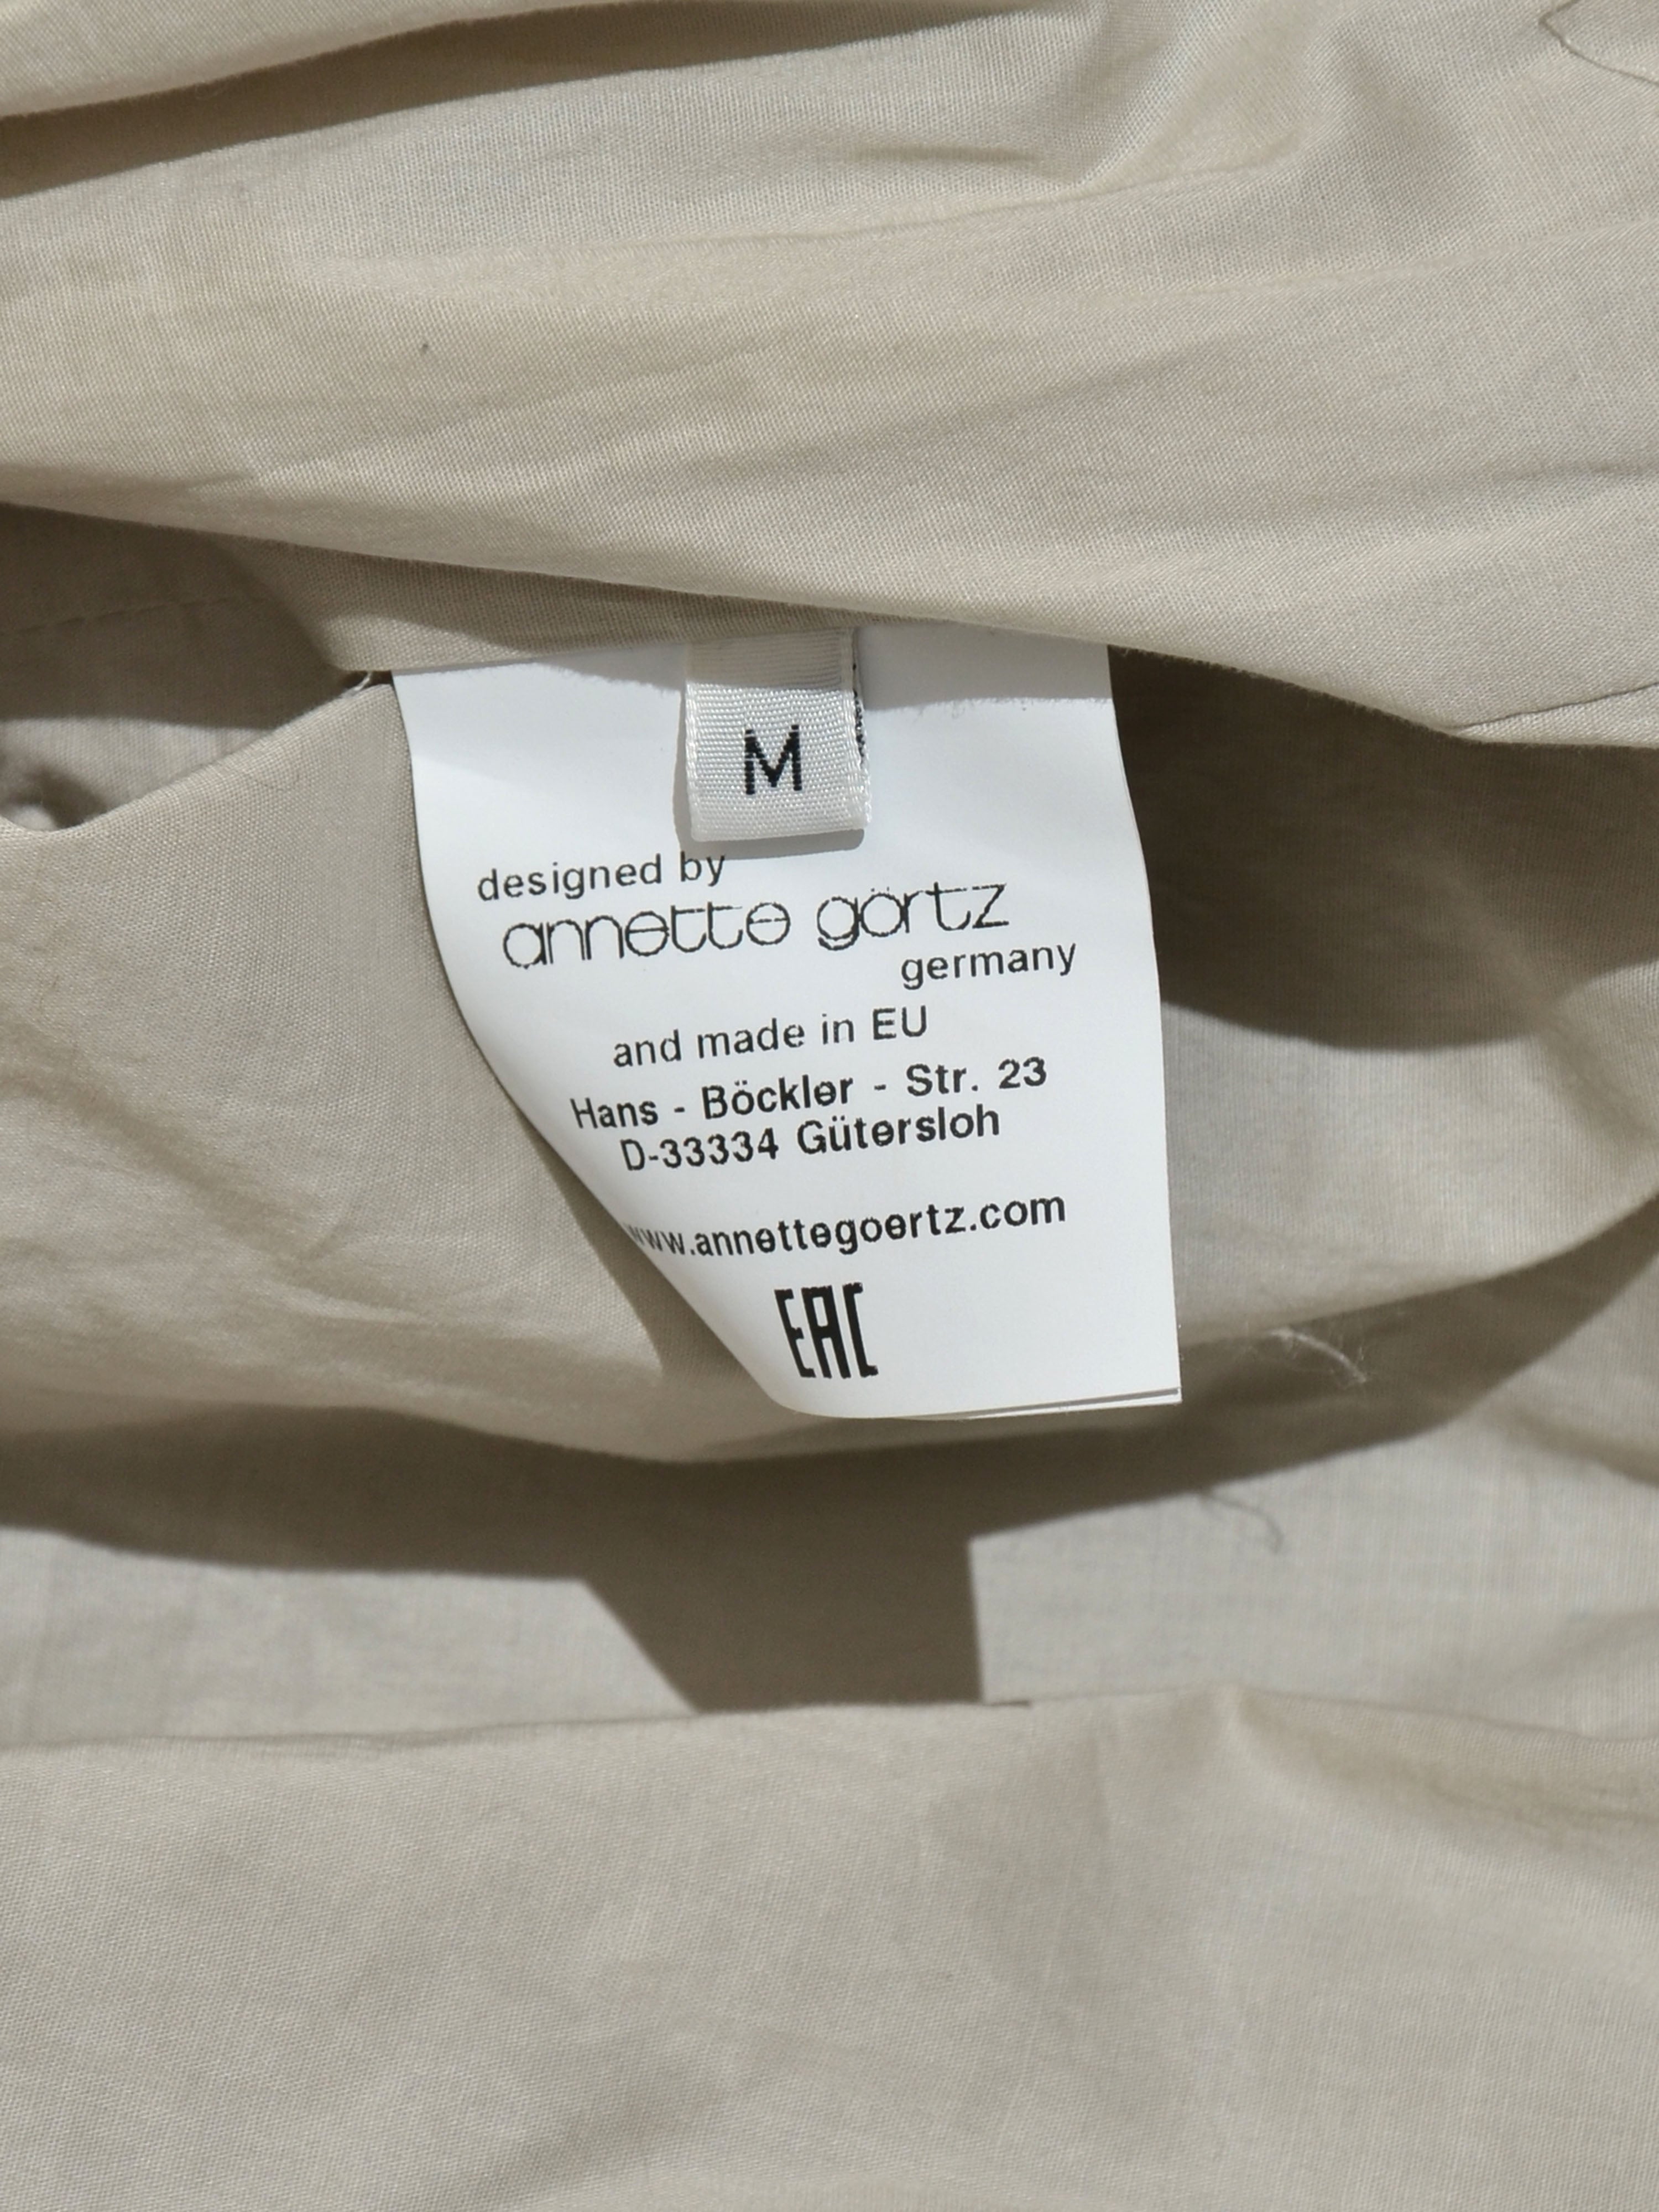 M
designed by
annette görtz
germany
and made in EU
Hans - Böckler - Str. 23
D-33334 Gütersloh
www.annettegoertz.com
EAC